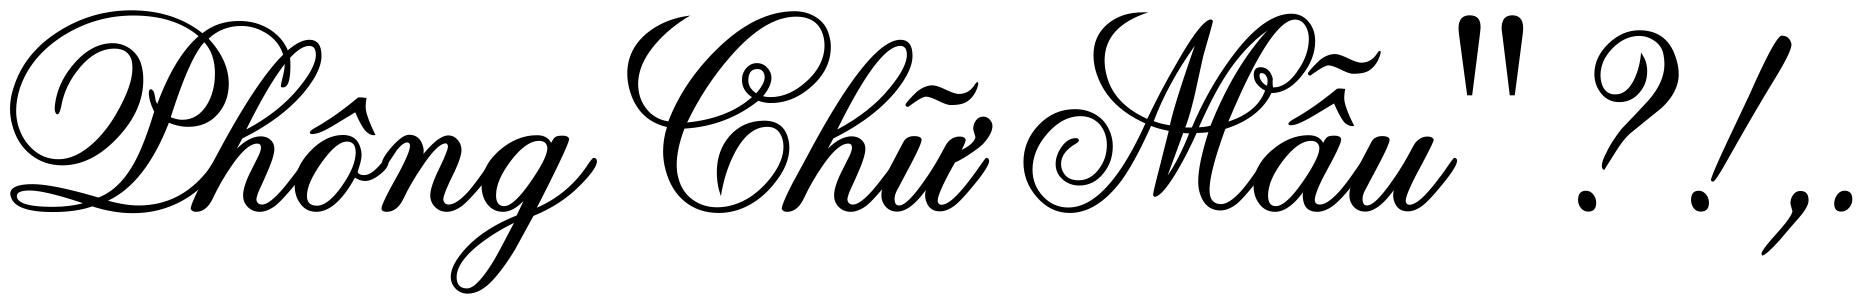 Phông Chữ Mẫu" ? !,.